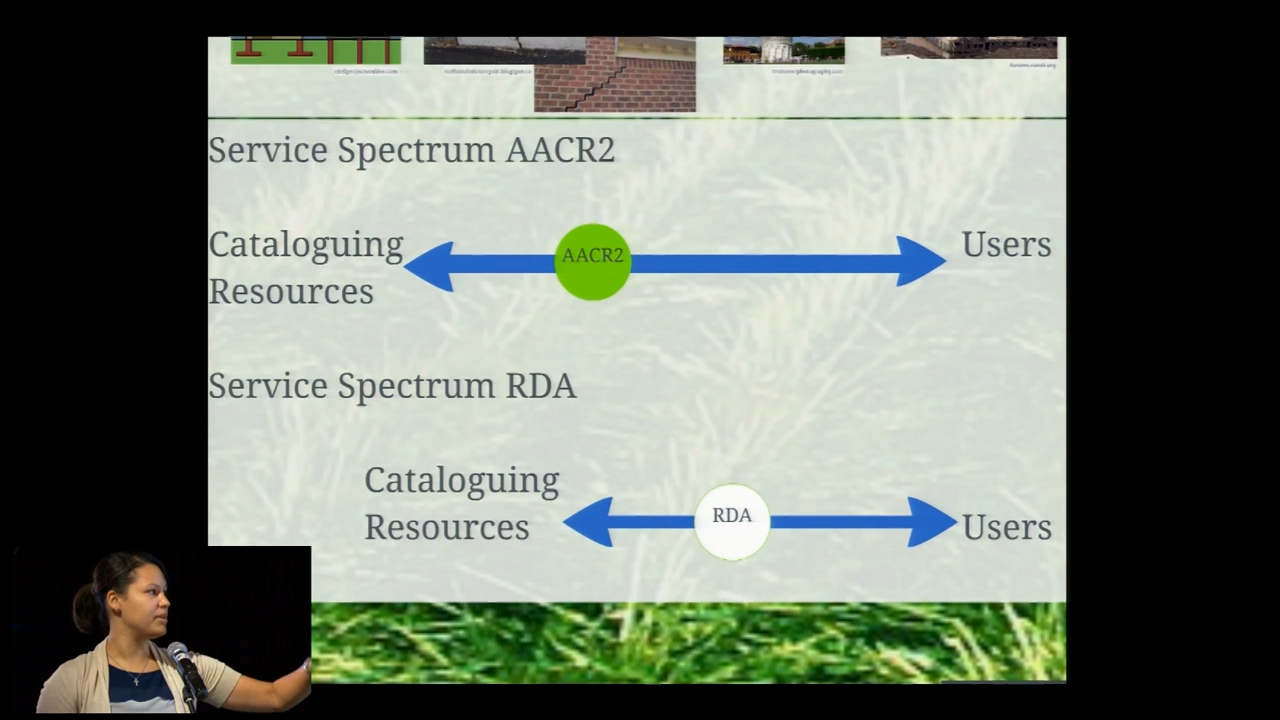 Service Spectrum AACR2
Cataloguing
Resources
AACR2
Users
Service Spectrum RDA
Cataloguing
Resources
RDA
Users